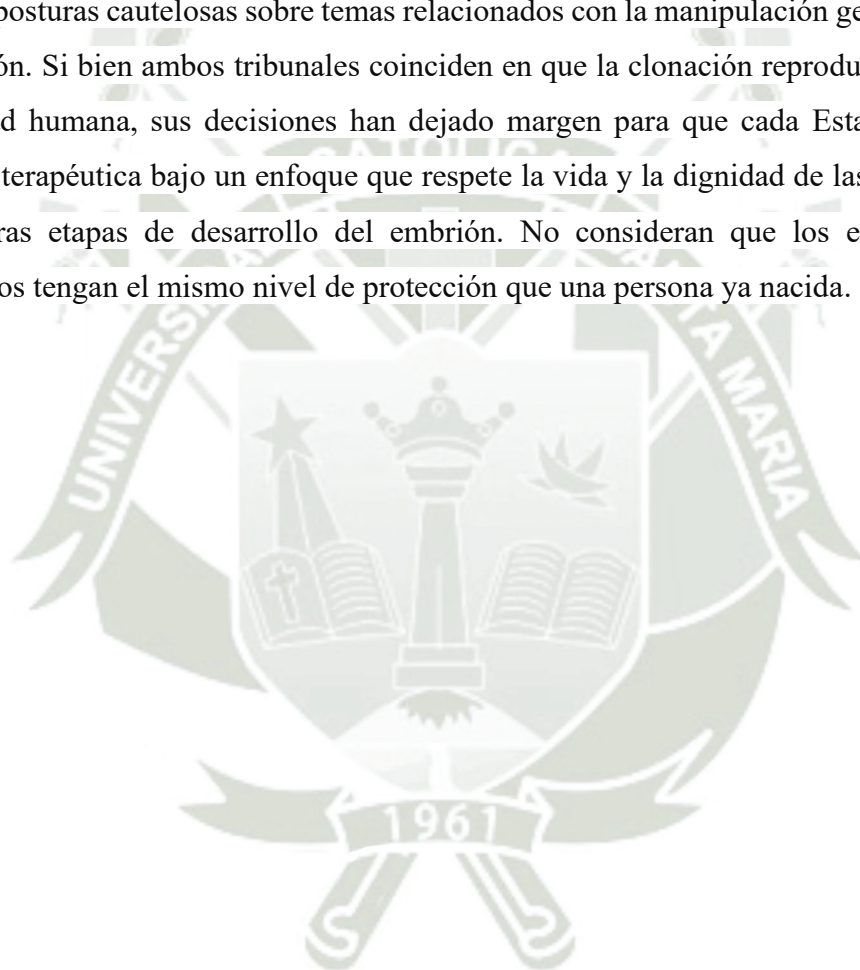 posturas cautelosas sobre temas relacionados con la manipulación ge
ón. Si bien ambos tribunales coinciden en que la clonación reprodu
d humana, sus decisiones han dejado margen para que cada Esta
terapéutica bajo un enfoque que respete la vida y la dignidad de las
ras etapas de desarrollo del embrión. No consideran que los e
os tengan el mismo nivel de protección que una persona ya nacida.
CATOLICA
UNIVERSI
TA MARIA
1961